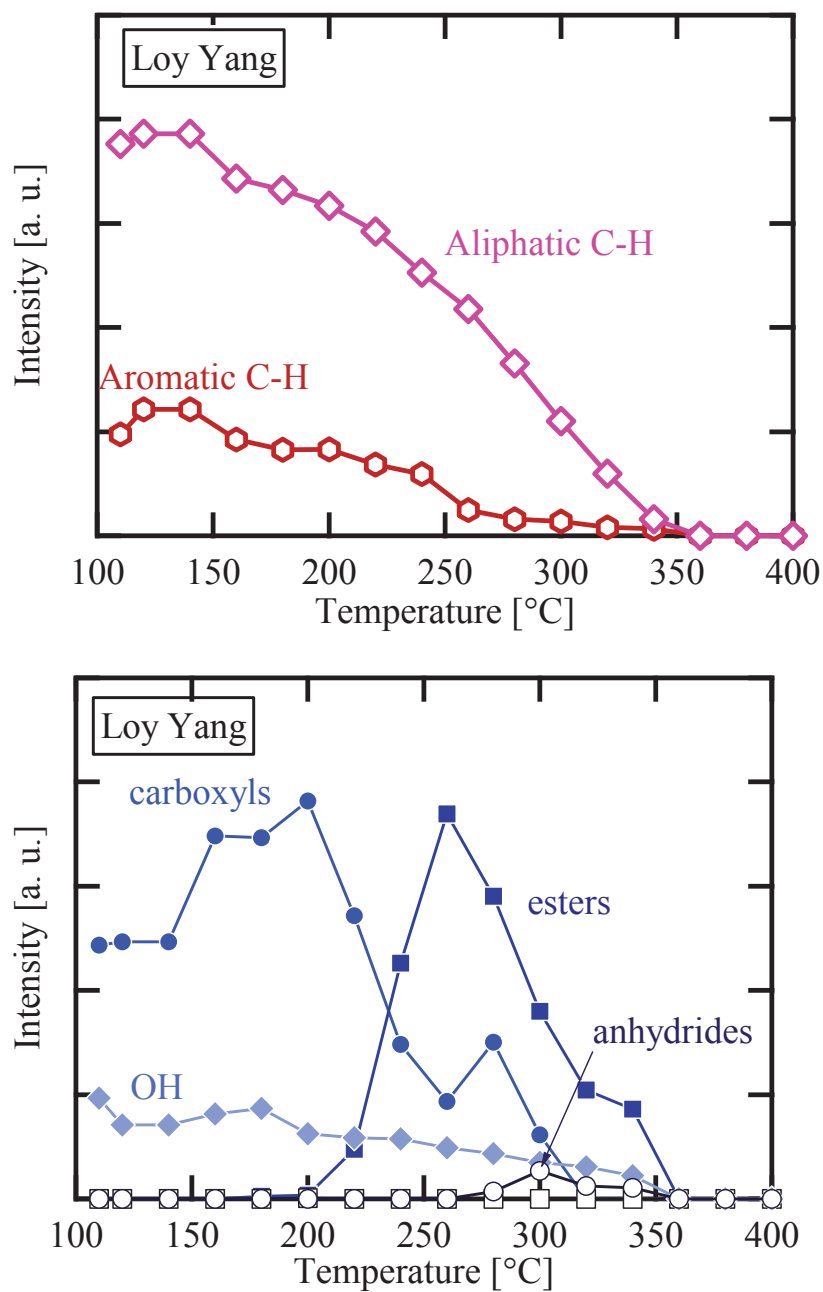 Loy Yang
Intensity [a. u.]
Aliphatic C-H
Aromatic C-H
100 150 200 250 300 350 400
Temperature [°C]
Loy Yang
carboxyls
Intensity [a. u.]
esters
anhydrides
OH
100 150 200 250 300 350 400
Temperature [°C]